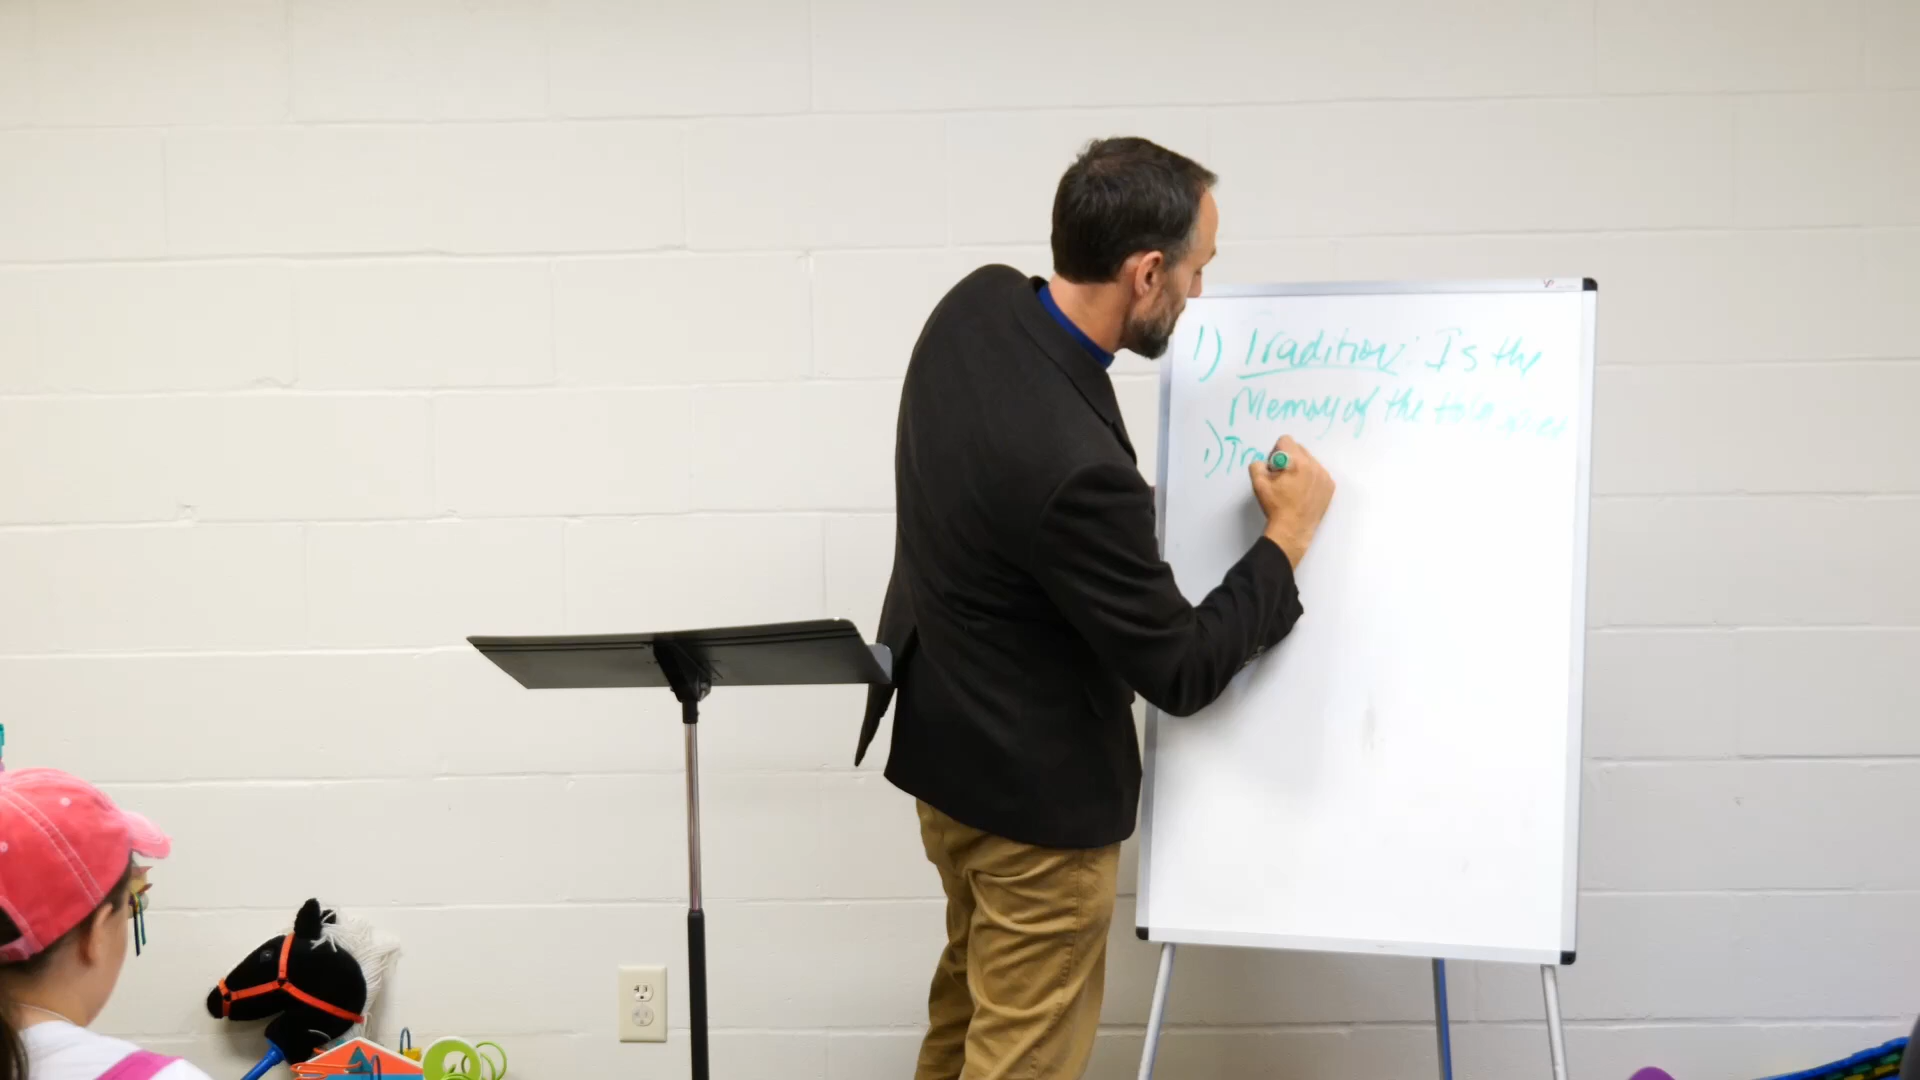 1) Tradition: Is the
Memory of the
1) Tra